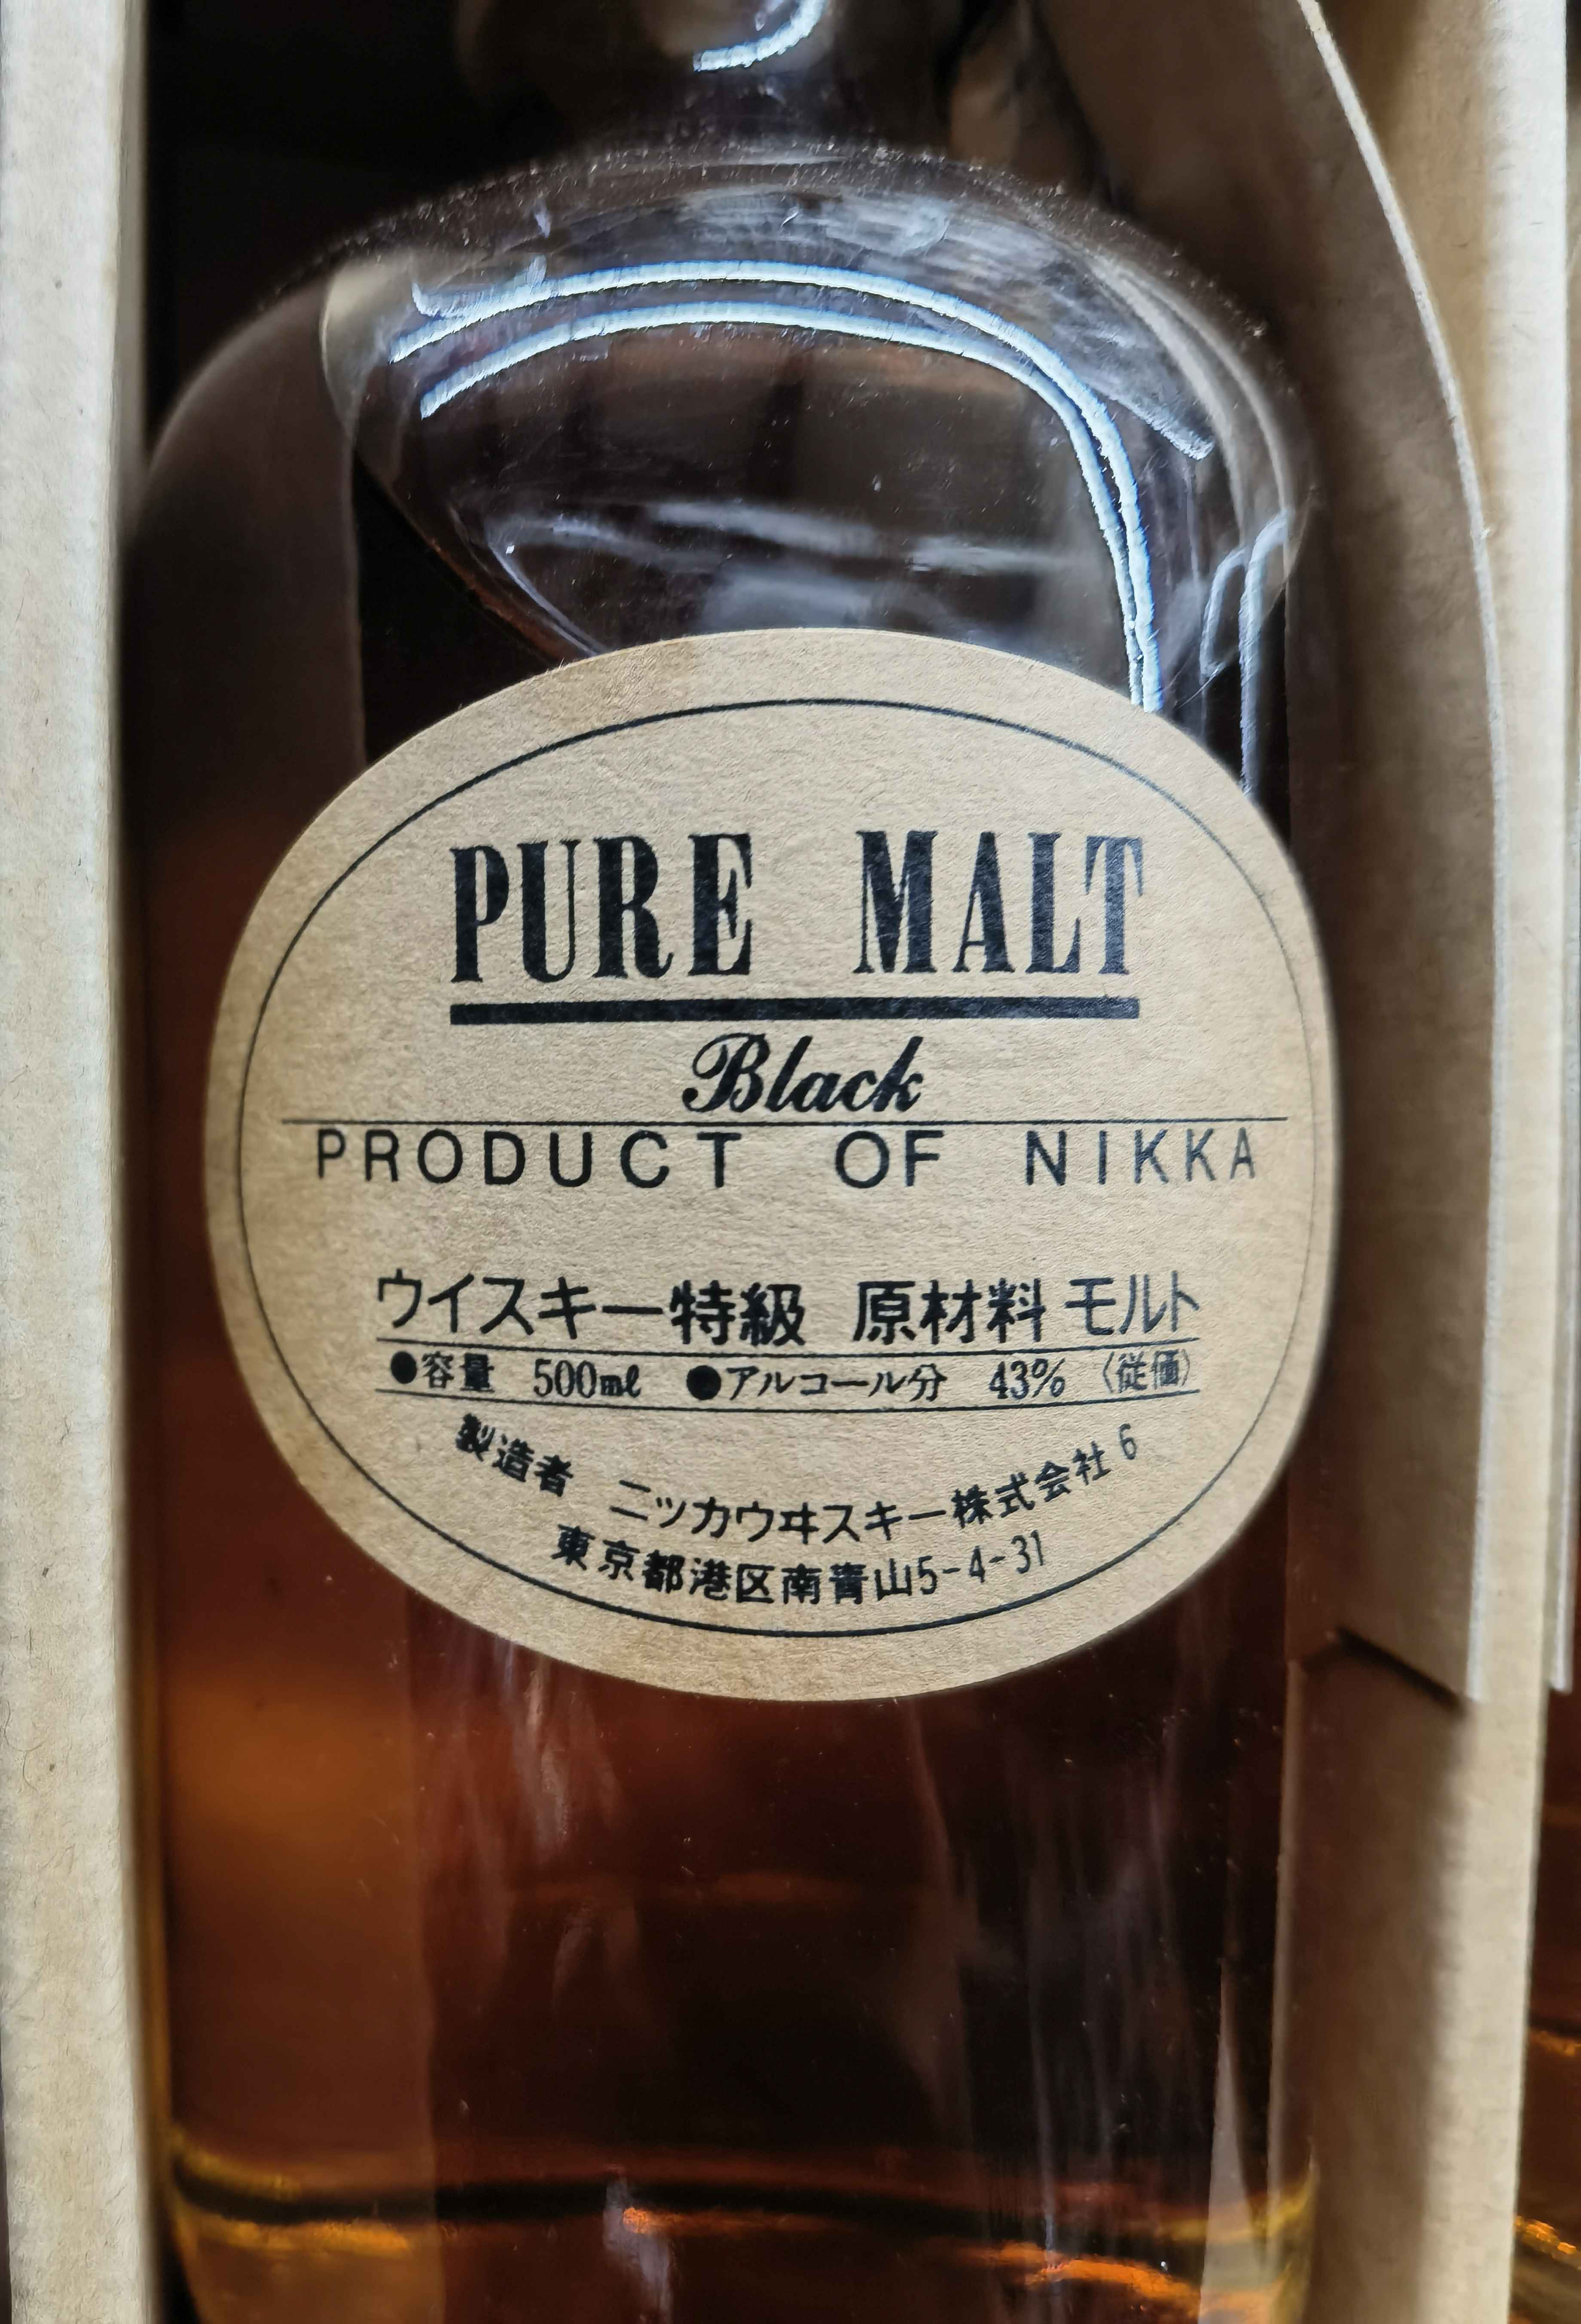 PURE MALT
Black
PRODUCT OF NIKKA
ウイスキー特級 原材料 モルト
●容量 500mℓ ●アルコール分 43% (従価)
製造者 ニッカウヰスキー株式会社 6
東京都港区南青山5-4-31